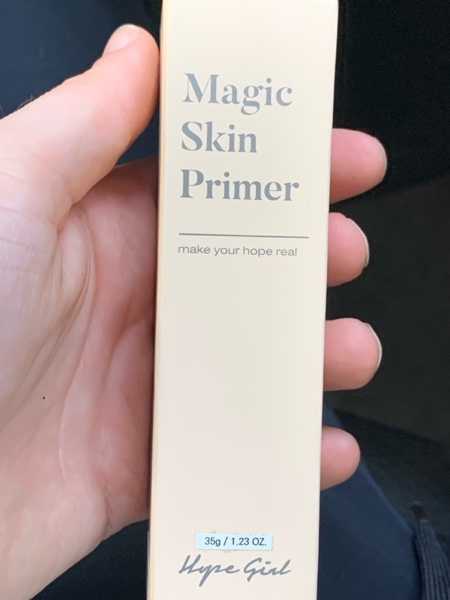 Magic
Skin
Primer
make your hope real
35g / 1.23 OZ.
Hype Girl